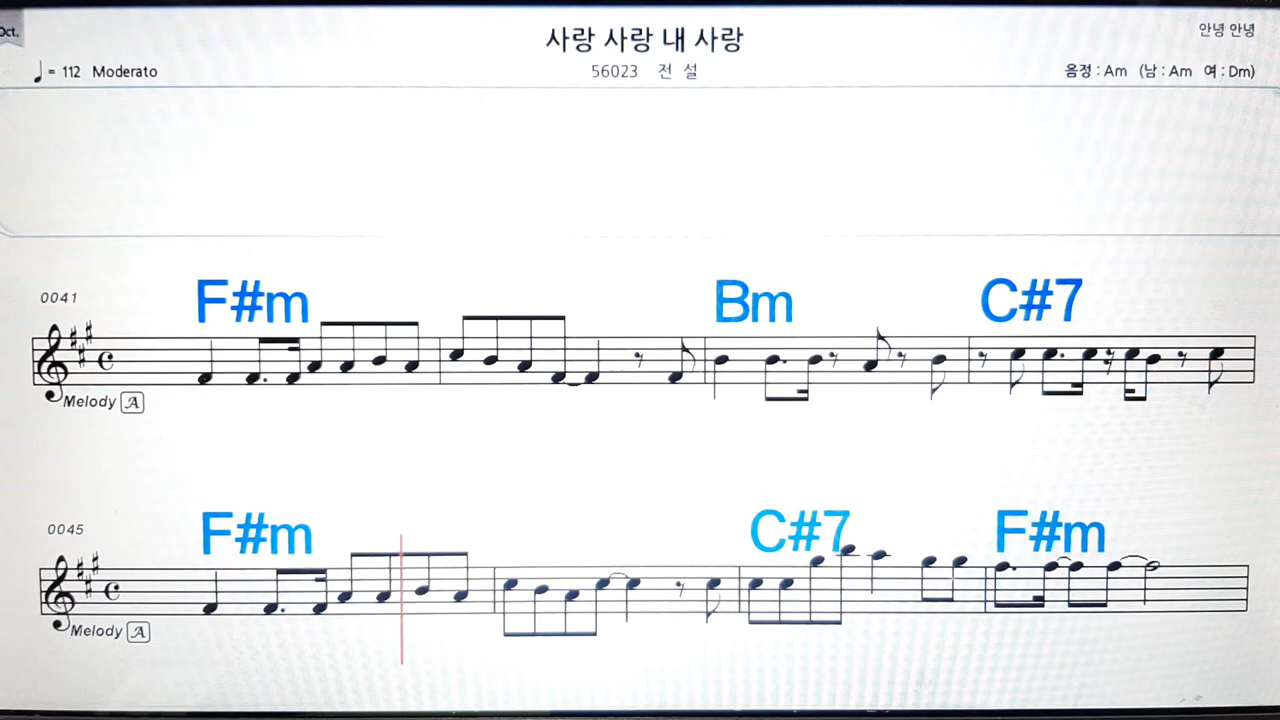 Oct.
사랑 사랑 내 사랑
안녕 안녕
♩ = 112 Moderato
56023 전 설
음정 : Am (남 : Am 여 : Dm)
F#m Bm C#7
0041
Melody A
F#m C#7 F#m
0045
Melody A